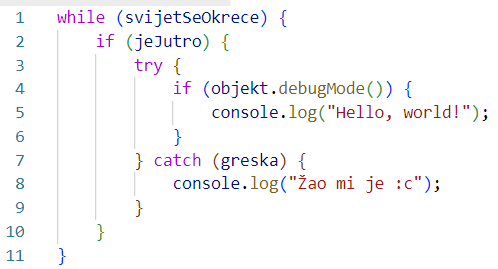 1 while (svijetSeOkrece) {
2     if (jeJutro) {
3         try {
4             if (objekt.debugMode()) {
5                 console.log("Hello, world!");
6             }
7         } catch (greska) {
8             console.log("Žao mi je :c");
9         }
10     }
11 }